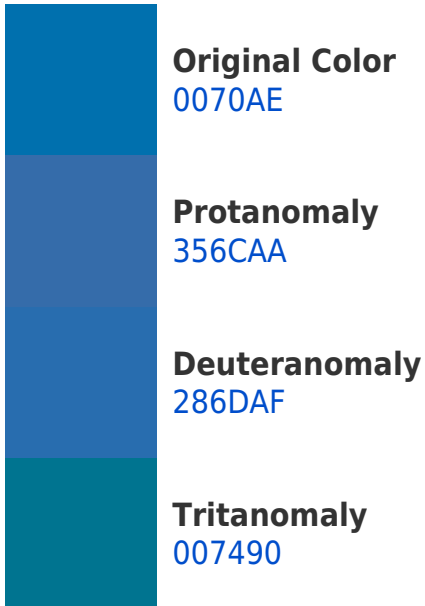 Original Color
0070AE
Protanomaly
356CAA
Deuteranomaly
286DAF
Tritanomaly
007490